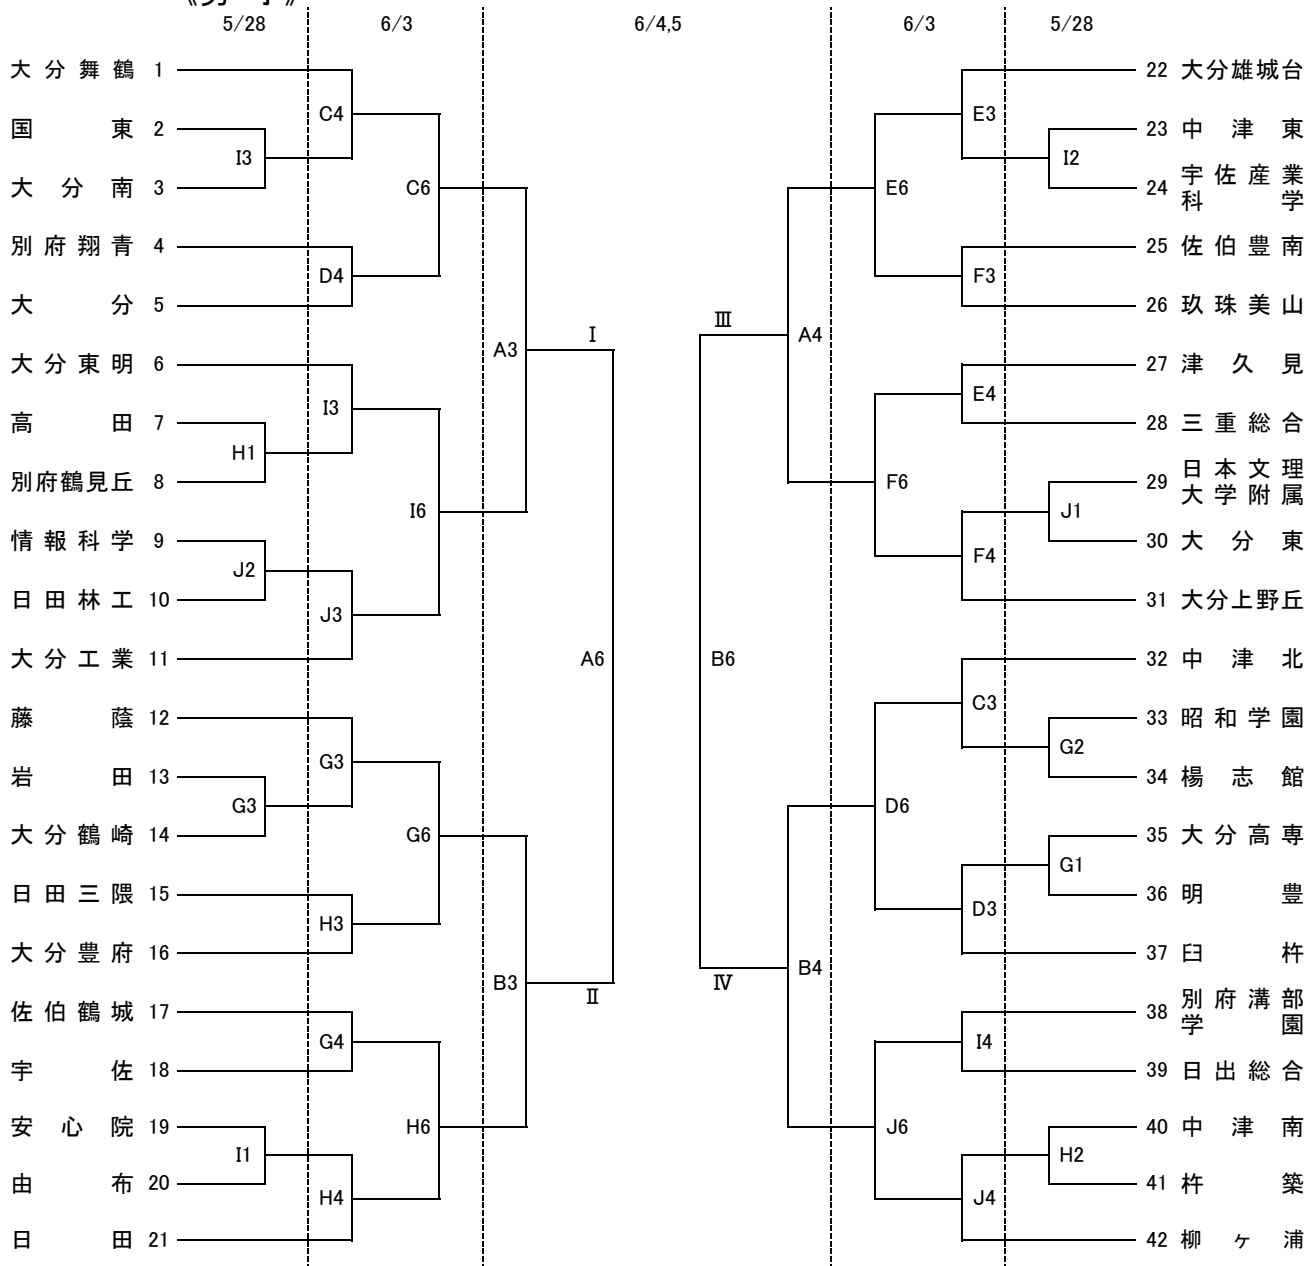 《男子》
5/28 6/3 6/4,5 6/3 5/28
大分舞鶴 1
国東 2
大分南 3
別府翔青 4
大分 5
大分東明 6
高田 7
別府鶴見丘 8
情報科学 9
日田林工 10
大分工業 11
藤蔭 12
岩田 13
大分鶴崎 14
日田三隈 15
大分豊府 16
佐伯鶴城 17
宇佐 18
安心院 19
由布 20
日田 21
I3
H1
J2
G3
I1
C4
D4
I3
J3
G3
H3
G4
H4
C6
I6
G6
H6
A3
B3
I
II
A6
III
IV
B6
A4
B4
E6
F6
D6
J6
E3
F3
E4
F4
C3
D3
I4
J4
I2
J1
G2
G1
H2
22 大分雄城台
23 中津東
24 宇佐産業
科学
25 佐伯豊南
26 玖珠美山
27 津久見
28 三重総合
29 日本文理
大学附属
30 大分東
31 大分上野丘
32 中津北
33 昭和学園
34 楊志館
35 大分高専
36 明豊
37 臼杵
38 別府溝部
学園
39 日出総合
40 中津南
41 杵築
42 柳ヶ浦